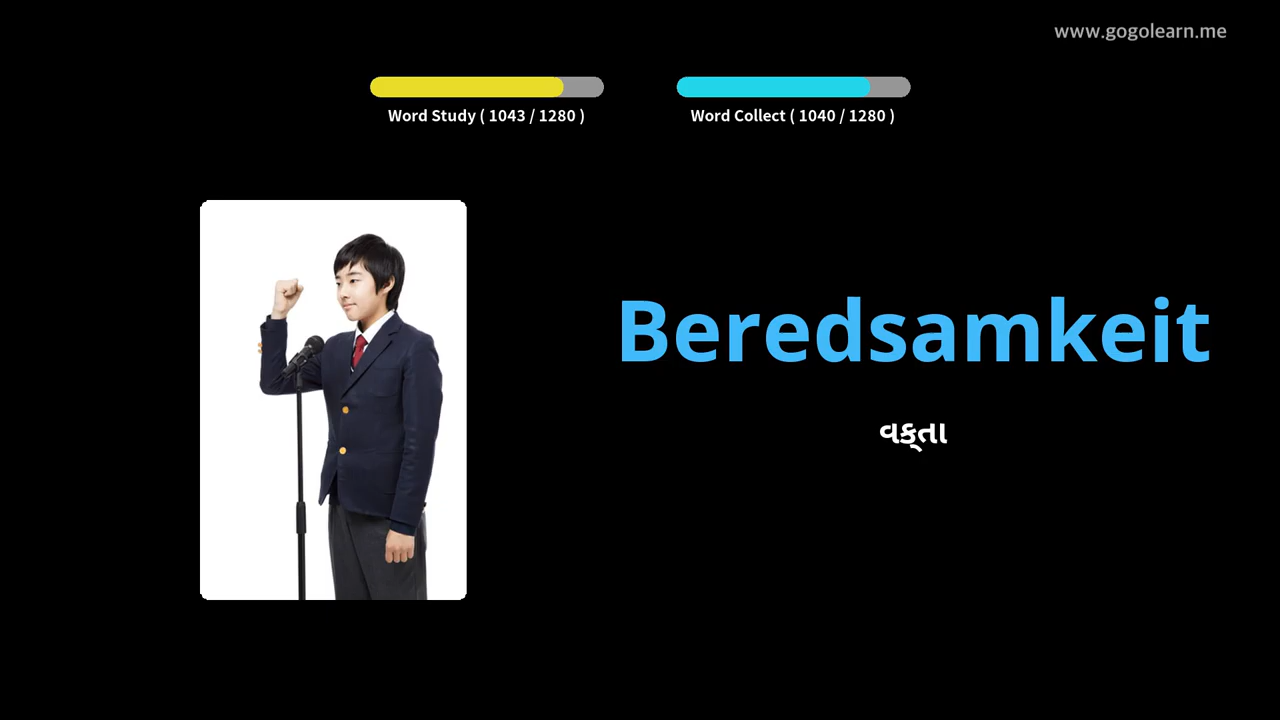 www.gogolearn.me
Word Study ( 1043 / 1280 )
Word Collect ( 1040 / 1280 )
Beredsamkeit
વક્તા